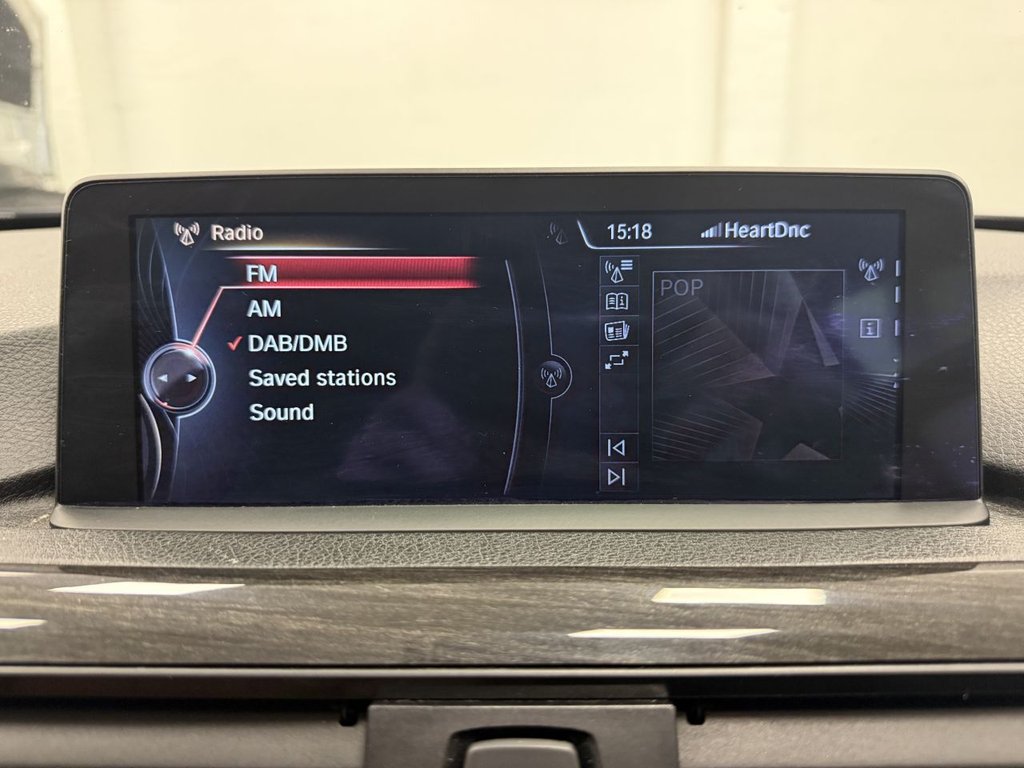 Radio
15:18 HeartDnc
FM
AM
DAB/DMB
Saved stations
Sound
POP